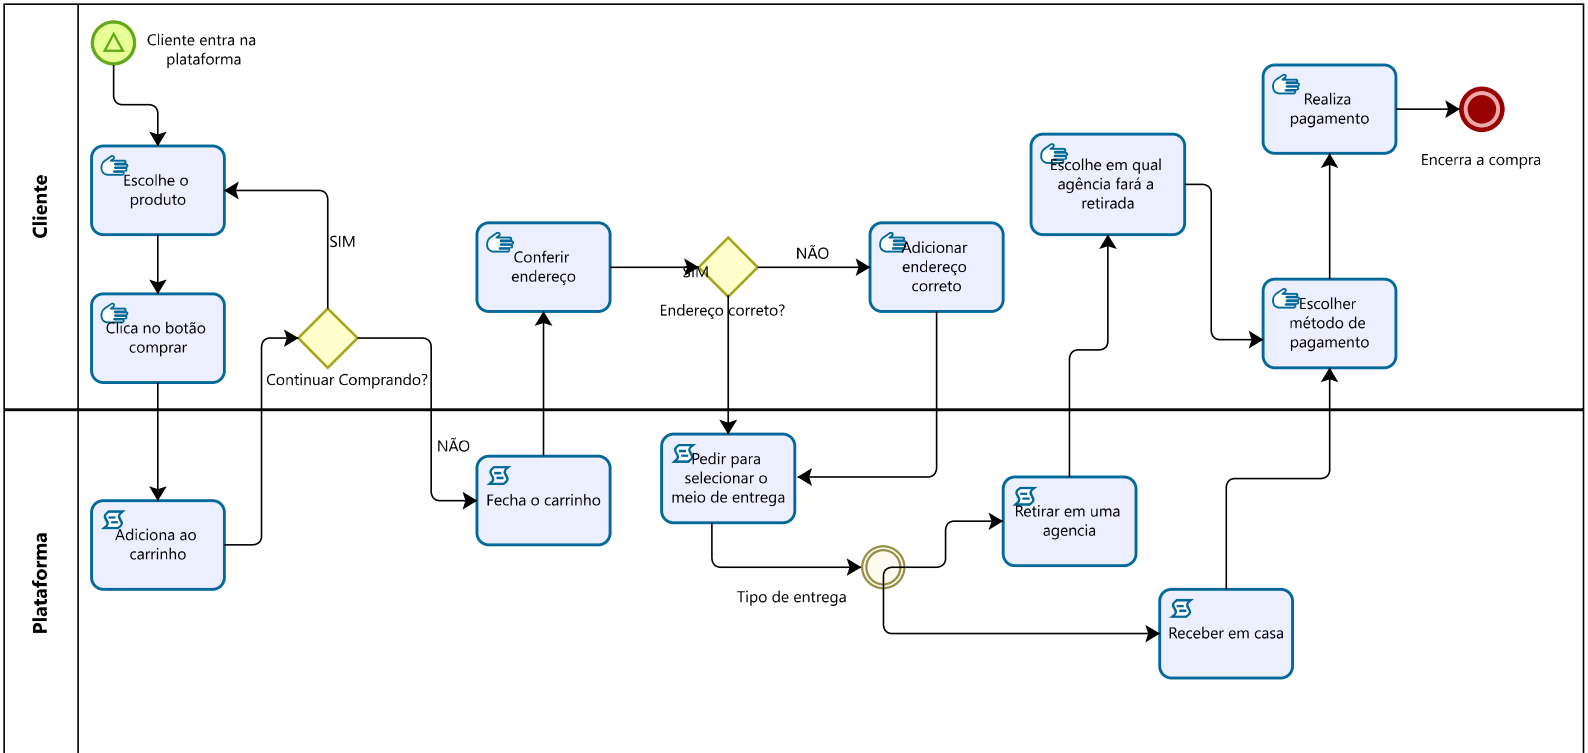 Cliente
Cliente entra na
plataforma
Escolhe o
produto
SIM
Clica no botão
comprar
Continuar Comprando?
Conferir
endereço
SIM
Endereço correto?
NÃO
Adicionar
endereço
correto
Escolhe em qual
agência fará a
retirada
Realiza
pagamento
Encerra a compra
Escolher
método de
pagamento
Plataforma
Adiciona ao
carrinho
NÃO
Fecha o carrinho
Pedir para
selecionar o
meio de entrega
Tipo de entrega
Retirar em uma
agencia
Receber em casa